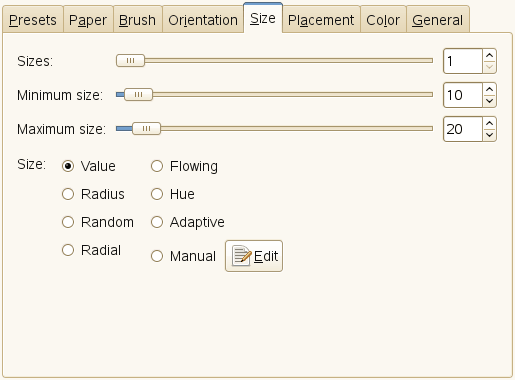 Presets Paper Brush Orientation Size Placement Color General
Sizes: 1
Minimum size: 10
Maximum size: 20
Size: Value Flowing
Radius Hue
Random Adaptive
Radial Manual Edit